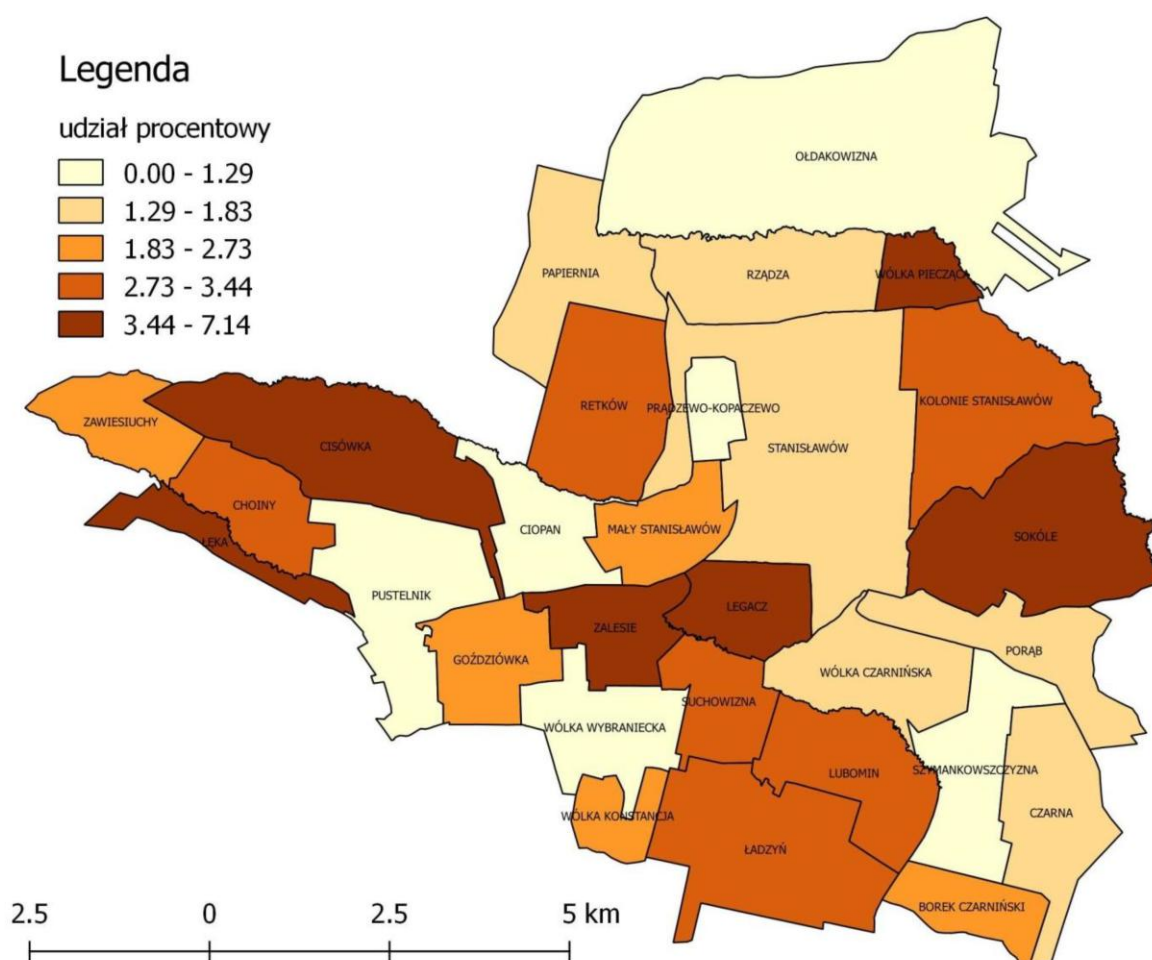 Legenda
udział procentowy
0.00 - 1.29
1.29 - 1.83
1.83 - 2.73
2.73 - 3.44
3.44 - 7.14
OŁDAKOWIZNA
PAPIERNIA
RZĄDZA
WÓLKA PIECZĄCA
RETKÓW
PRĄDZEWO-KOPACZEWO
KOLONIE STANISŁAWÓW
ZAWIESIUCHY
CISÓWKA
STANISŁAWÓW
CHOINY
CIOPAN
MAŁY STANISŁAWÓW
ŁĘKA
SOKÓLE
PUSTELNIK
LEGACZ
ZALESIE
GOŹDZIÓWKA
WÓLKA CZARNIŃSKA
PORĄB
SUCHOWIZNA
WÓLKA WYBRANIECKA
LUBOMIN
SZYMANKOWSZCZYZNA
WÓLKA KONSTANCJA
CZARNA
ŁADZYŃ
BOREK CZARNIŃSKI
2.5 0 2.5 5 km